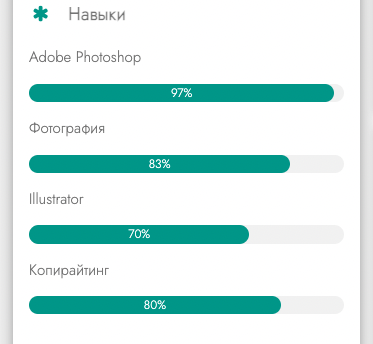 Навыки
Adobe Photoshop
97%
Фотография
83%
Illustrator
70%
Копирайтинг
80%